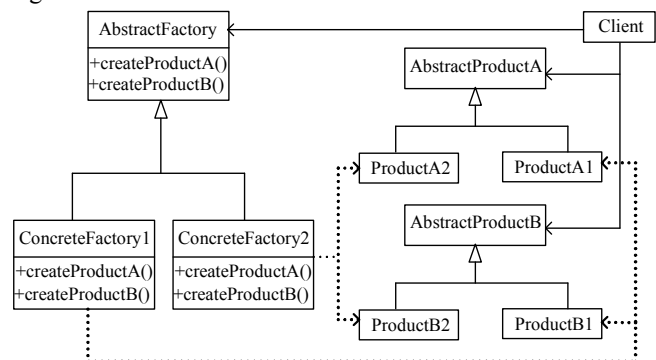 AbstractFactory
+createProductA()
+createProductB()
Client
AbstractProductA
ProductA2
ProductA1
AbstractProductB
ProductB2
ProductB1
ConcreteFactory1
+createProductA()
+createProductB()
ConcreteFactory2
+createProductA()
+createProductB()